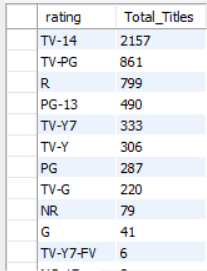 rating Total_Titles
TV-14 2157
TV-PG 861
R 799
PG-13 490
TV-Y7 333
TV-Y 306
PG 287
TV-G 220
NR 79
G 41
TV-Y7-FV 6